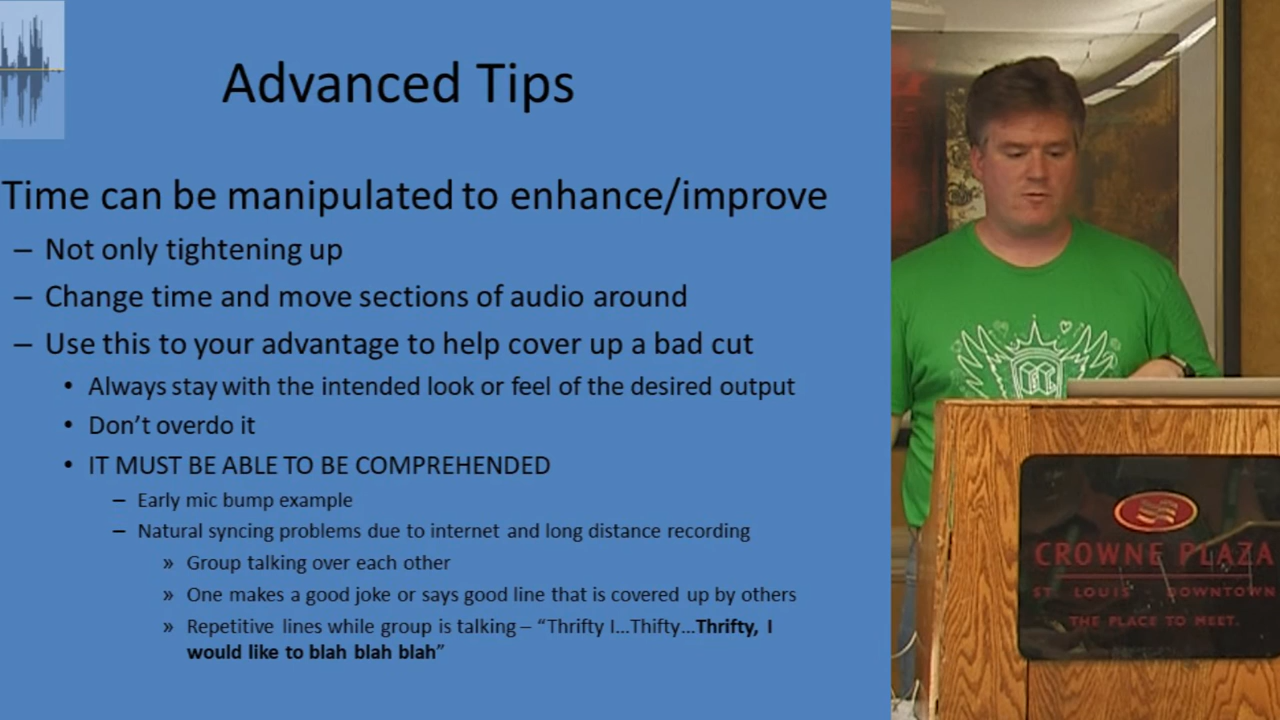 Advanced Tips
Time can be manipulated to enhance/improve
– Not only tightening up
– Change time and move sections of audio around
– Use this to your advantage to help cover up a bad cut
• Always stay with the intended look or feel of the desired output
• Don’t overdo it
• IT MUST BE ABLE TO BE COMPREHENDED
– Early mic bump example
– Natural syncing problems due to internet and long distance recording
» Group talking over each other
» One makes a good joke or says good line that is covered up by others
» Repetitive lines while group is talking – “Thrifty I…Thifty…Thrifty, I
would like to blah blah blah”
CROWNE PLAZA
ST. LOUIS - DOWNTOWN
THE PLACE TO MEET.